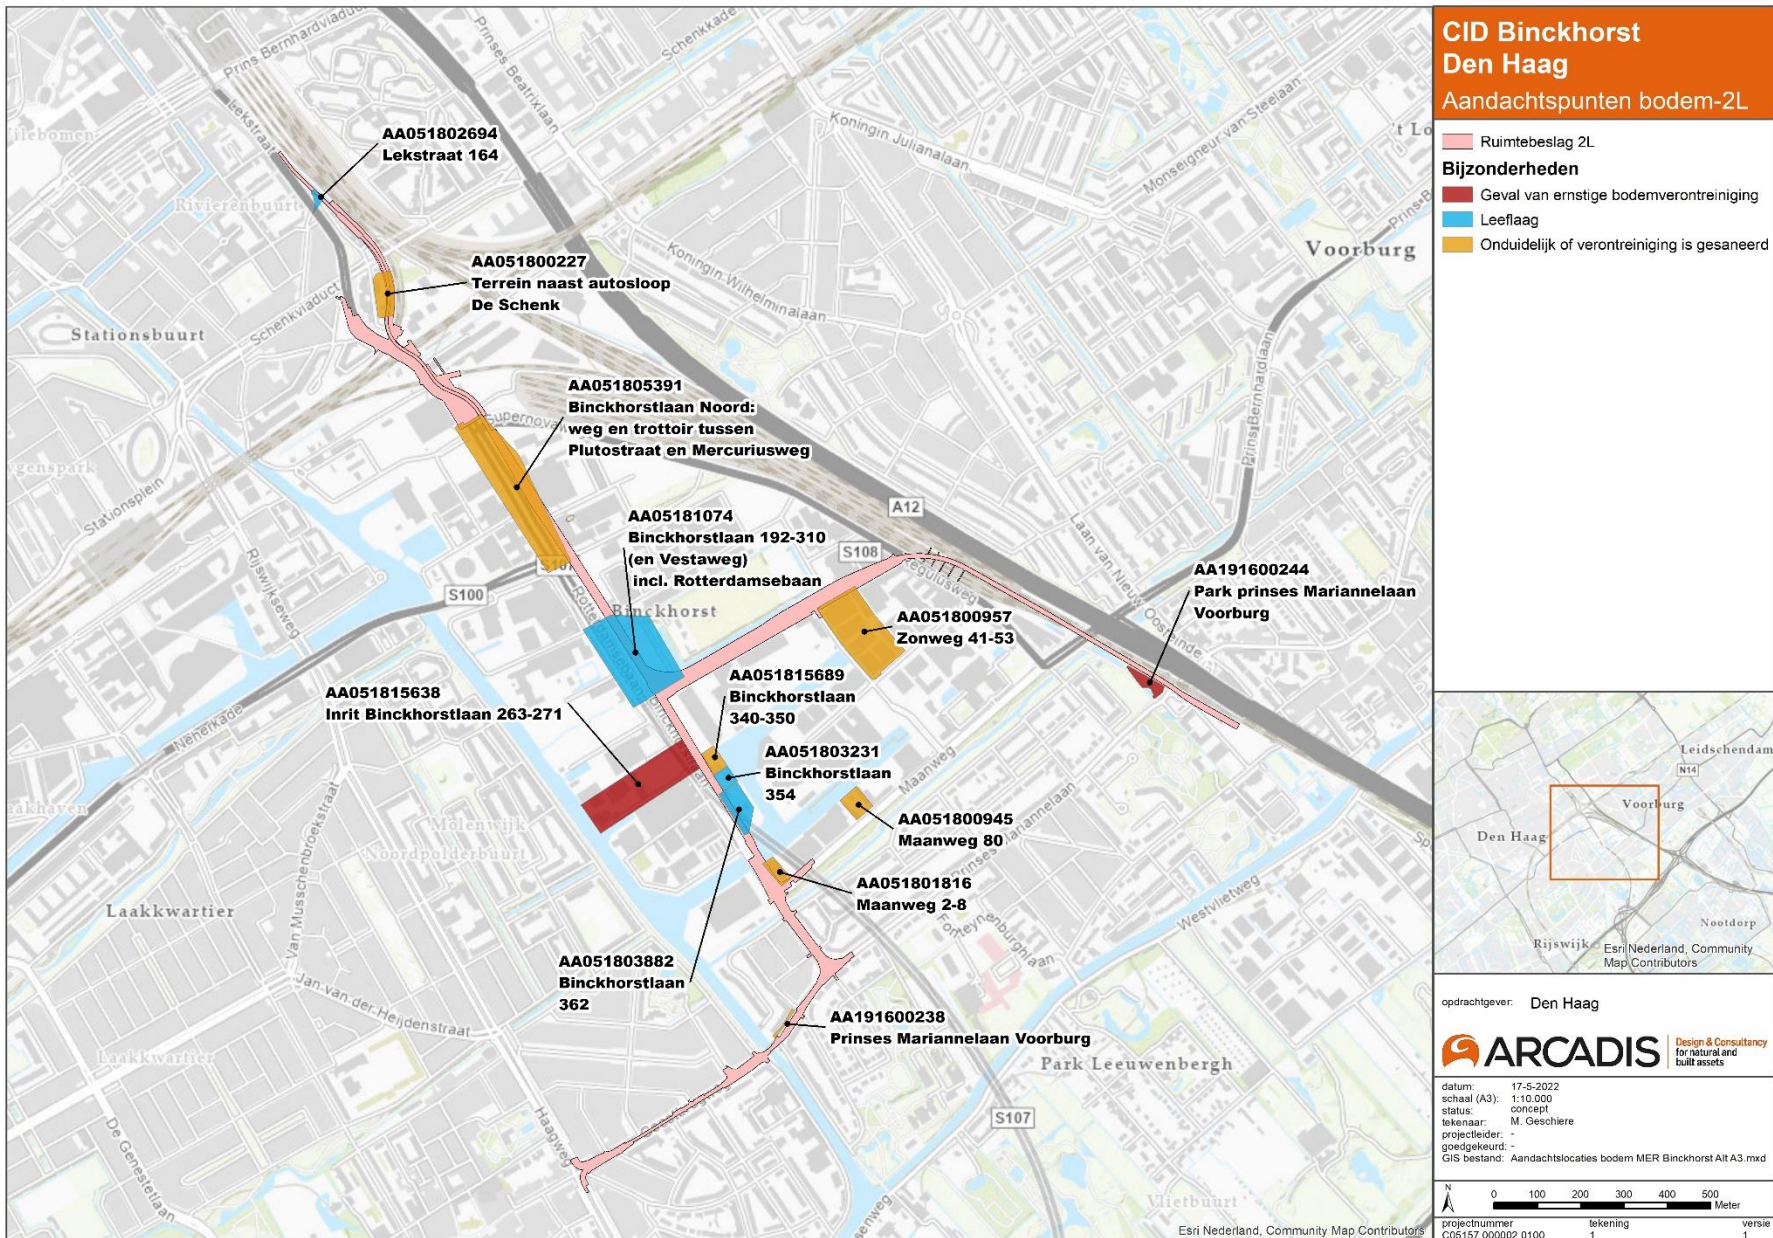 CID Binckhorst
Den Haag
Aandachtspunten bodem-2L
Ruimtebeslag 2L
Bijzonderheden
Geval van ernstige bodemverontreiniging
Leeflaag
Onduidelijk of verontreiniging is gesaneerd
AA051802694
Lekstraat 164
AA051800227
Terrein naast autosloop
De Schenk
AA051805391
Binckhorstlaan Noord:
weg en trottoir tussen
Plutostraat en Mercuriusweg
AA05181074
Binckhorstlaan 192-310
(en Vestaweg)
incl. Rotterdamsebaan
AA051800957
Zonweg 41-53
AA191600244
Park prinses Mariannelaan
Voorburg
AA051815638
Inrit Binckhorstlaan 263-271
AA051815689
Binckhorstlaan
340-350
AA051803231
Binckhorstlaan
354
AA051800945
Maanweg 80
AA051801816
Maanweg 2-8
AA051803882
Binckhorstlaan
362
AA191600238
Prinses Mariannelaan Voorburg
Prins Bernhardviaduct
Prinses Beatrixlaan
Schenkkade
Lekstraat
Rivierenbuurt
Schenkviaduct
Stationsbuurt
Stationsplein
Rijswijkseweg
Neherkade
S100
Koningin Julianalaan
Monseigneur van Steelaan
Koningin Wilhelminalaan
Voorburg
Prins Bernhardlaan
Laan van Nieuw Oosteinde
A12
S108
Regulusweg
Binckhorst
Maanweg
Prinses Mariannelaan
Westvlietweg
Fonteynenburghlaan
Molenwijk
Noordpolderbuurt
Van Musschenbroekstraat
Laakkwartier
Jan van der Heijdenstraat
Laakkwartier
De Genestetlaan
Haagweg
Park Leeuwenbergh
S107
Vlietbuurt
Esri Nederland, Community Map Contributors
Leidschendam
N14
Voorburg
Den Haag
Nootdorp
Rijswijk
Esri Nederland, Community
Map Contributors
opdrachtgever: Den Haag
ARCADIS
Design & Consultancy
for natural and
built assets
datum: 17-5-2022
schaal (A3): 1:10.000
status: concept
tekenaar: M. Geschiere
projectleider: -
goedgekeurd: -
GIS bestand: Aandachtslocaties bodem MER Binckhorst Alt A3.mxd
N
0 100 200 300 400 500
Meter
projectnummer tekening versie
C05157.000002.0100 1 1